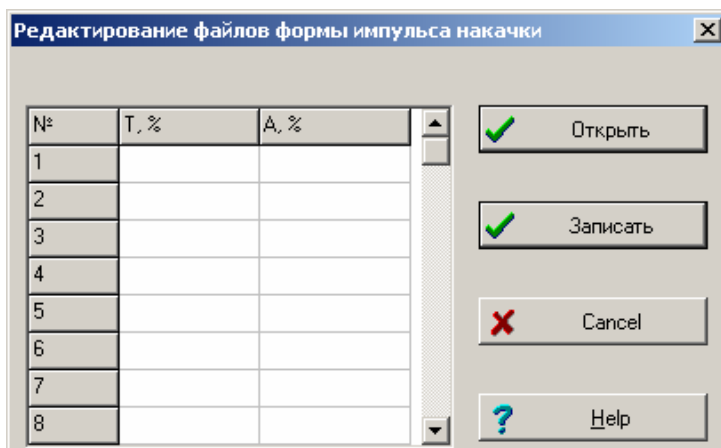 Редактирование файлов формы импульса накачки
№ T, % A, %
1
2
3
4
5
6
7
8
Открыть
Записать
Cancel
Help